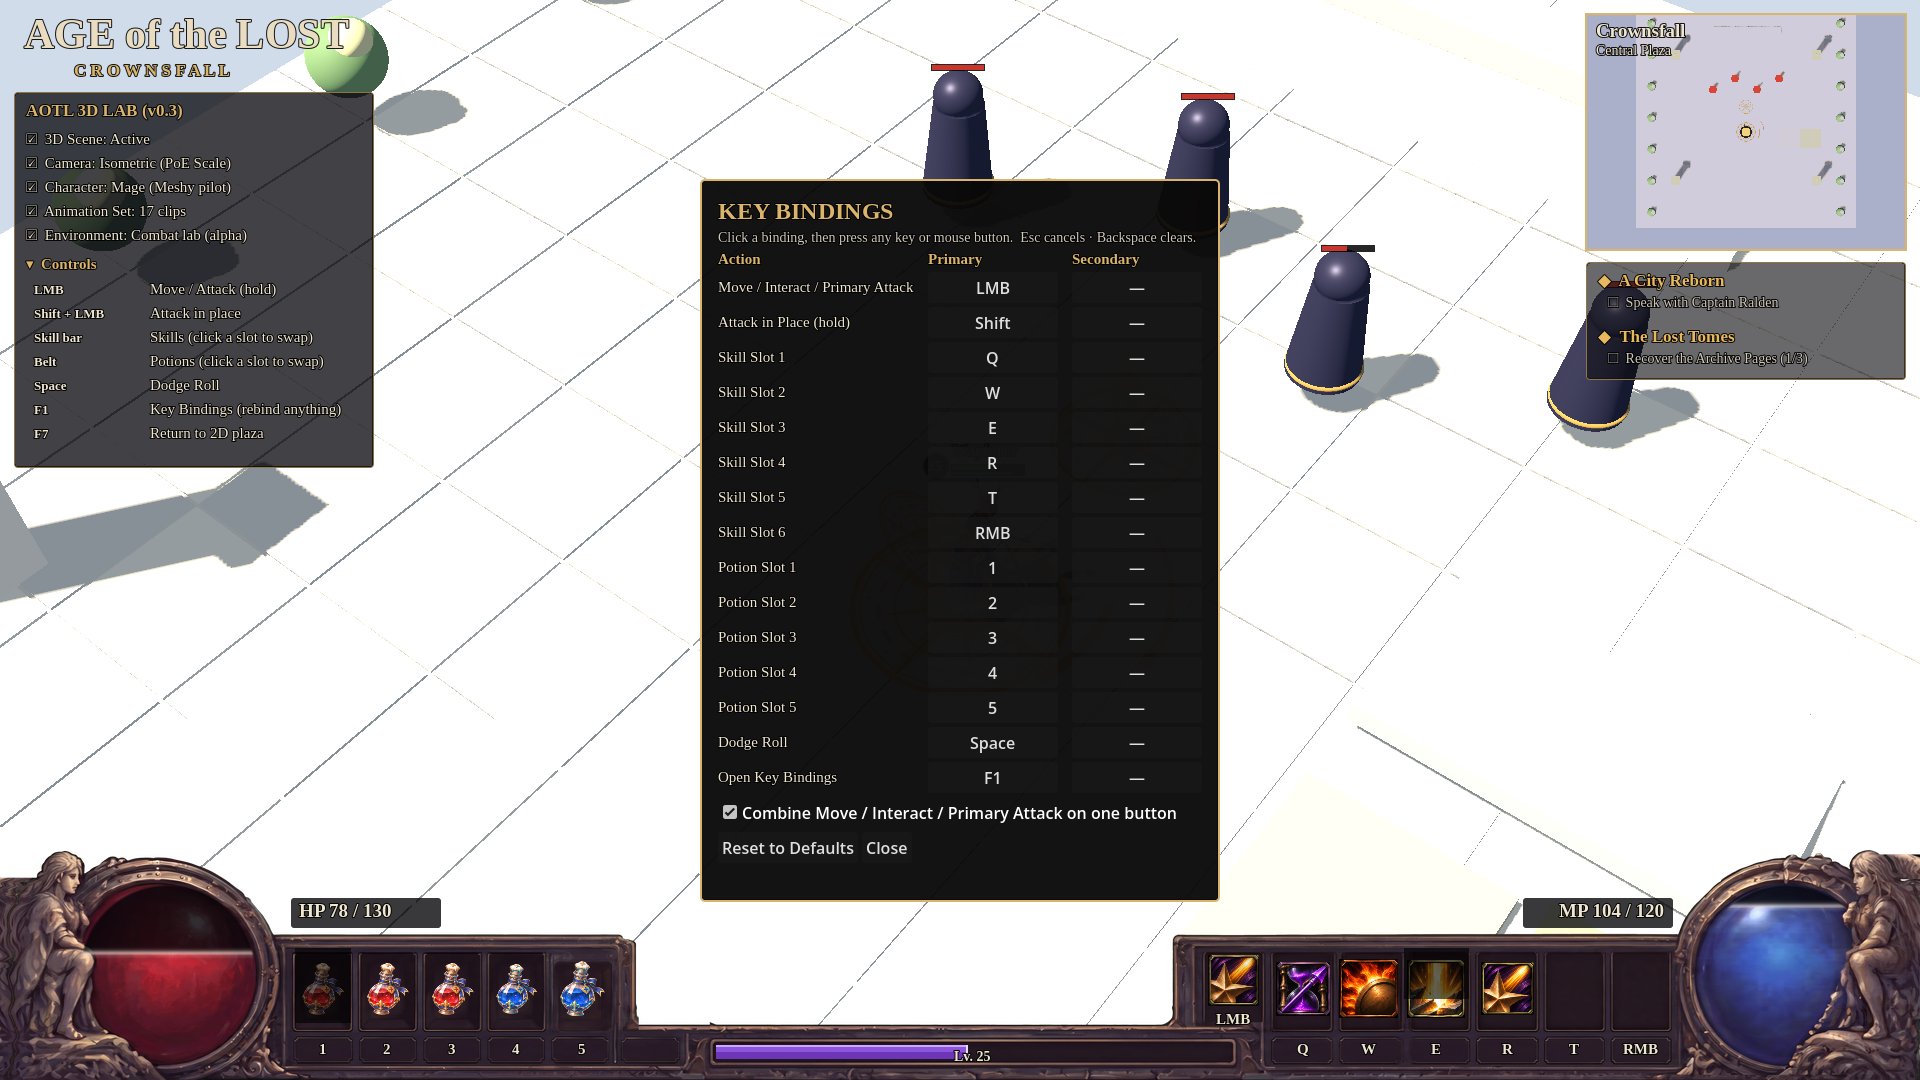 AGE of the LOST
CROWNSFALL
AOTL 3D LAB (v0.3)
☑ 3D Scene: Active
☑ Camera: Isometric (PoE Scale)
☑ Character: Mage (Meshy pilot)
☑ Animation Set: 17 clips
☑ Environment: Combat lab (alpha)
▼ Controls
LMB Move / Attack (hold)
Shift + LMB Attack in place
Skill bar Skills (click a slot to swap)
Belt Potions (click a slot to swap)
Space Dodge Roll
F1 Key Bindings (rebind anything)
F7 Return to 2D plaza
KEY BINDINGS
Click a binding, then press any key or mouse button. Esc cancels · Backspace clears.
Action Primary Secondary
Move / Interact / Primary Attack LMB —
Attack in Place (hold) Shift —
Skill Slot 1 Q —
Skill Slot 2 W —
Skill Slot 3 E —
Skill Slot 4 R —
Skill Slot 5 T —
Skill Slot 6 RMB —
Potion Slot 1 1 —
Potion Slot 2 2 —
Potion Slot 3 3 —
Potion Slot 4 4 —
Potion Slot 5 5 —
Dodge Roll Space —
Open Key Bindings F1 —
☑ Combine Move / Interact / Primary Attack on one button
Reset to Defaults Close
Crownsfall
Central Plaza
◆ A City Reborn
☐ Speak with Captain Ralden
◆ The Lost Tomes
☐ Recover the Archive Pages (1/3)
HP 78 / 130
MP 104 / 120
1 2 3 4 5
Lv. 25
LMB
Q W E R T RMB